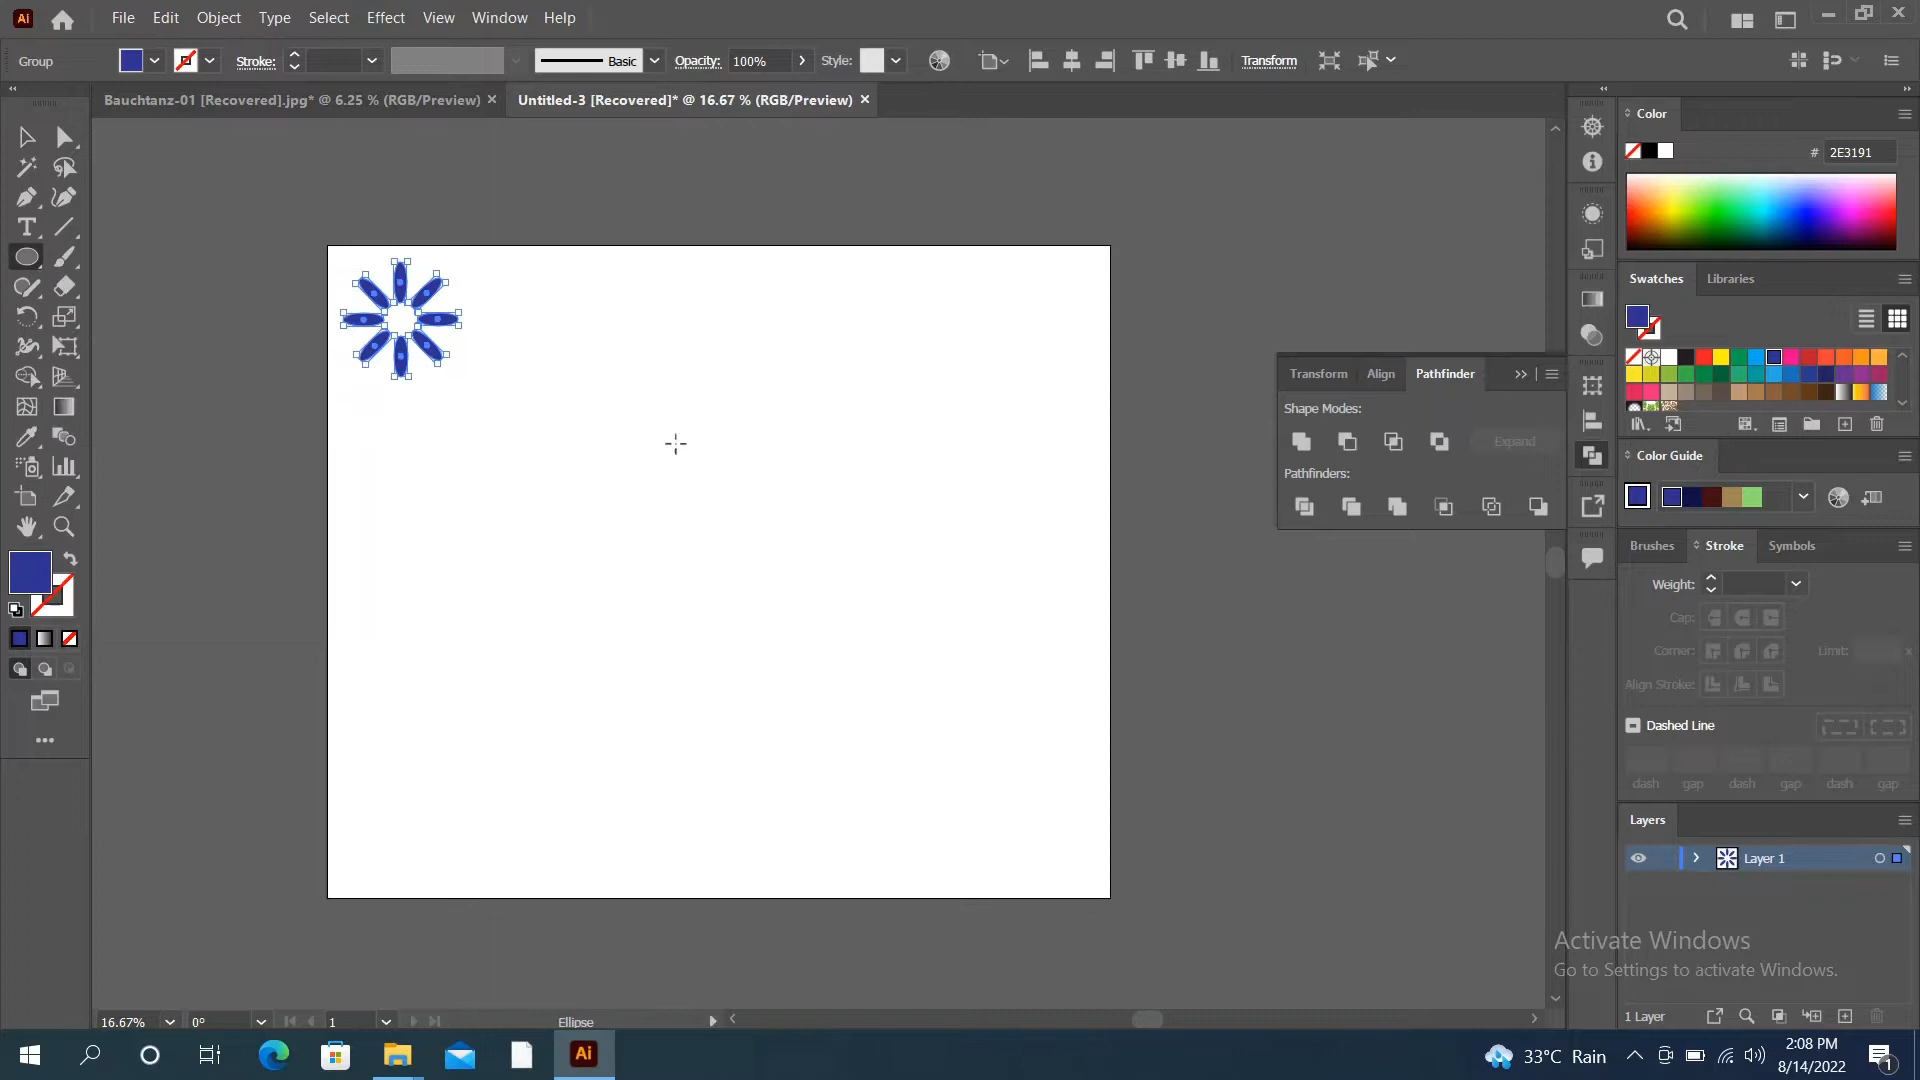 Ai File Edit Object Type Select Effect View Window Help
Group Stroke: Basic Opacity: 100% Style: Transform
Bauchtanz-01 [Recovered].jpg* @ 6.25 % (RGB/Preview) × Untitled-3 [Recovered]* @ 16.67 % (RGB/Preview) ×
Color
# 2E3191
Swatches Libraries
Transform Align Pathfinder
Shape Modes:
Expand
Pathfinders:
Color Guide
Brushes Stroke Symbols
Weight:
Cap:
Corner: Limit: x
Align Stroke:
Dashed Line
dash gap dash gap dash gap
Layers
Layer 1
Activate Windows
Go to Settings to activate Windows.
1 Layer
16.67% 0° 1 Ellipse
Ai 33°C Rain 2:08 PM
8/14/2022 1